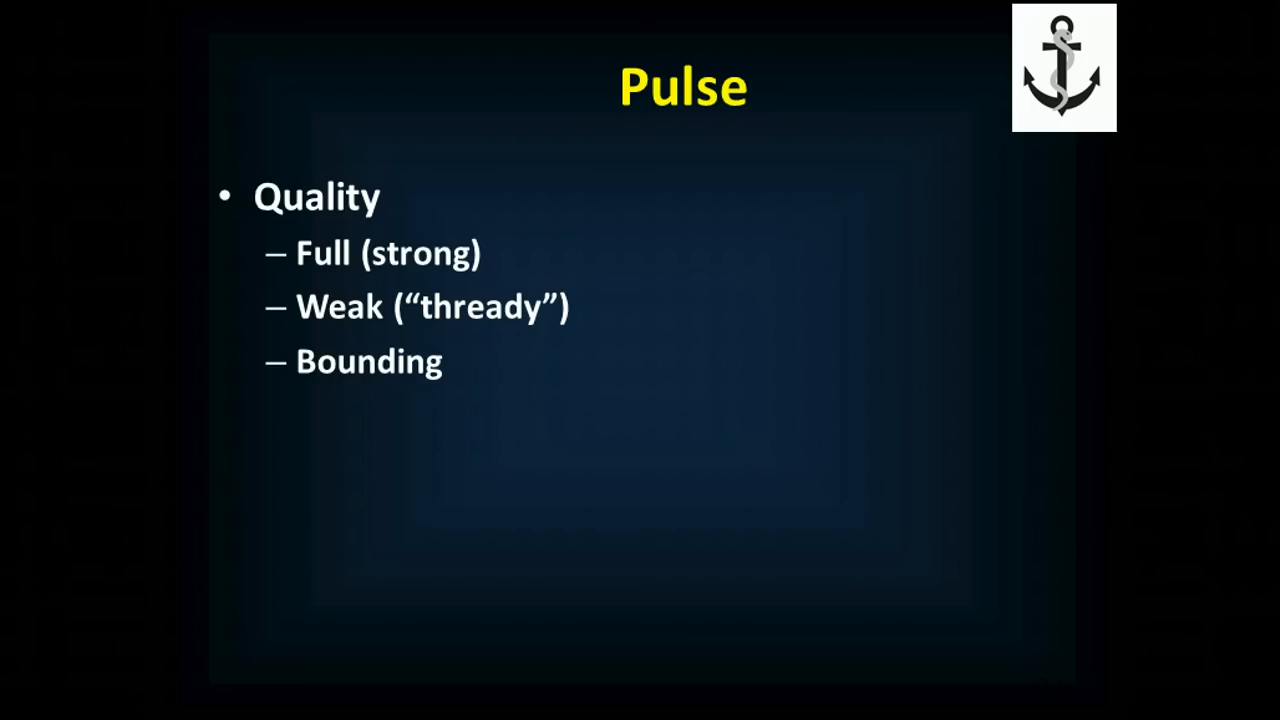 Pulse
• Quality
– Full (strong)
– Weak (“thready”)
– Bounding